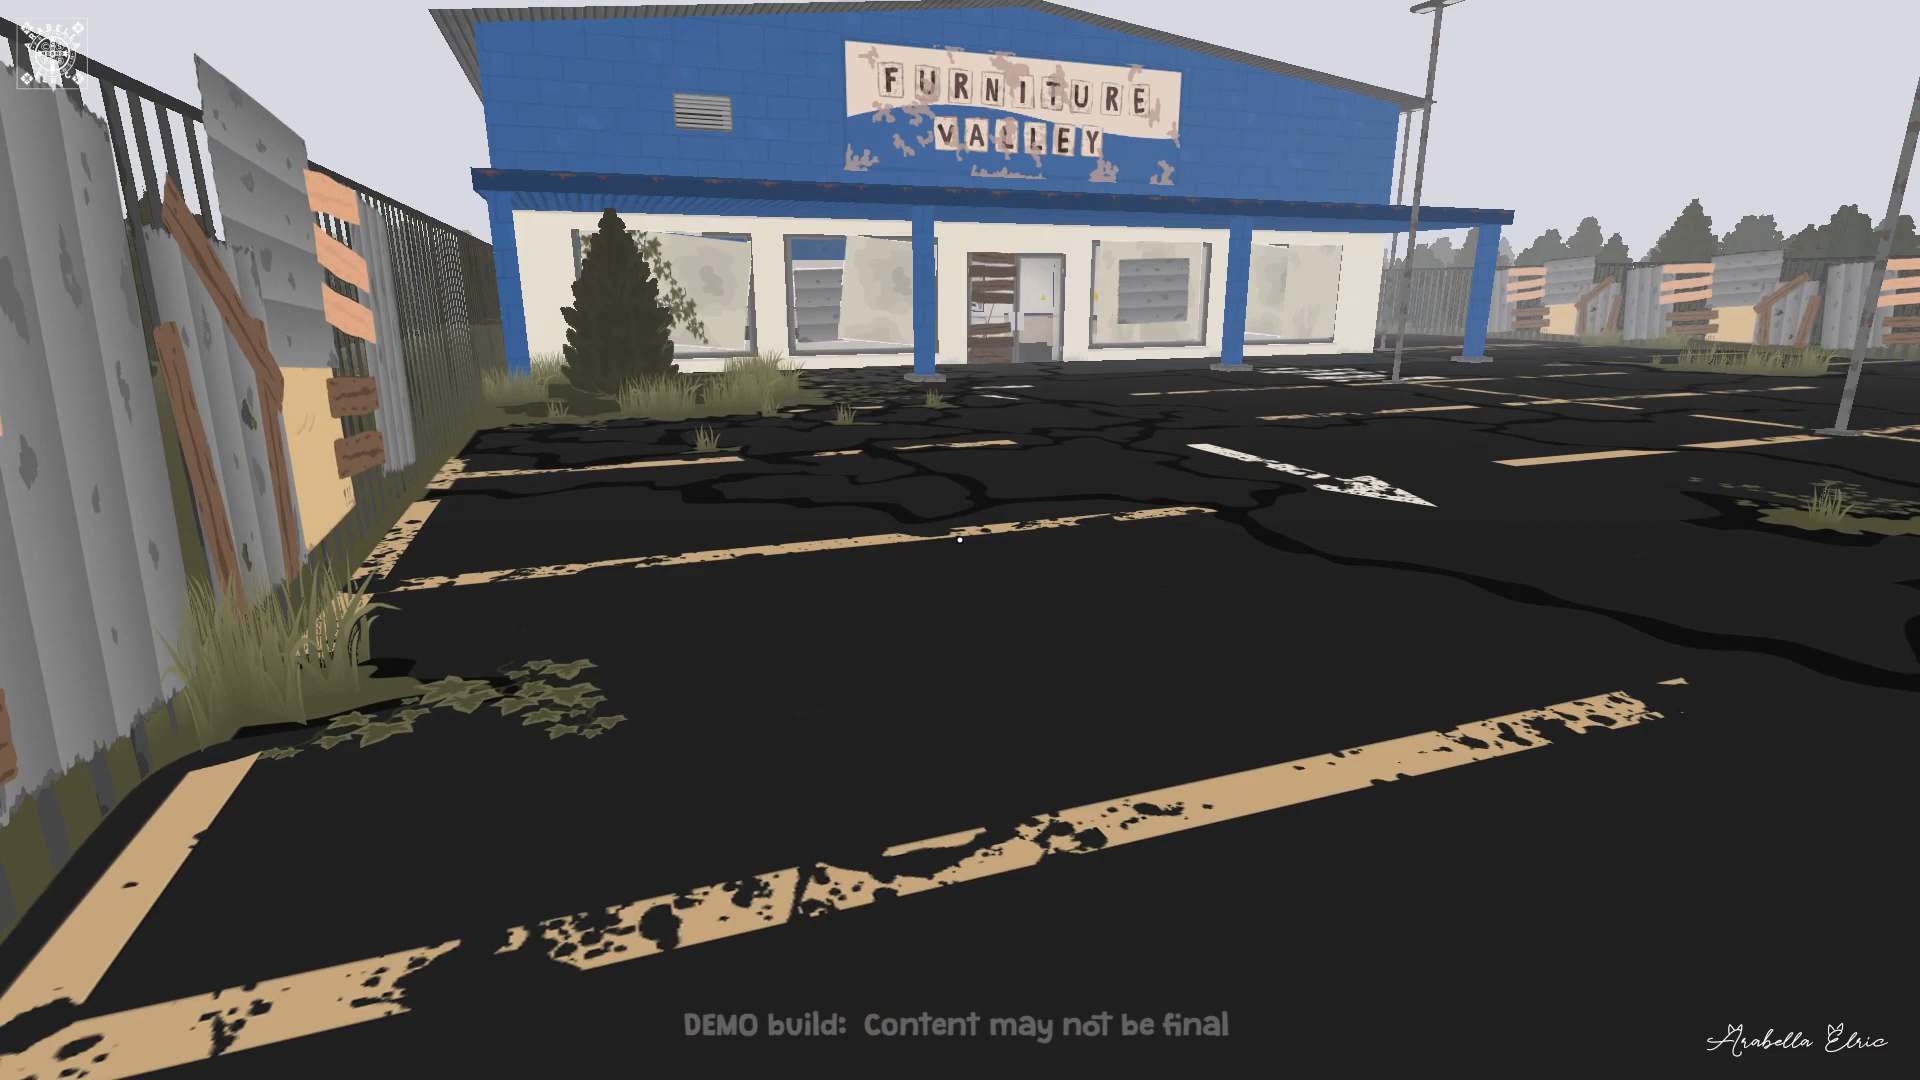 FURNITURE
VALLEY
DEMO build: Content may not be final
Arabella Elric